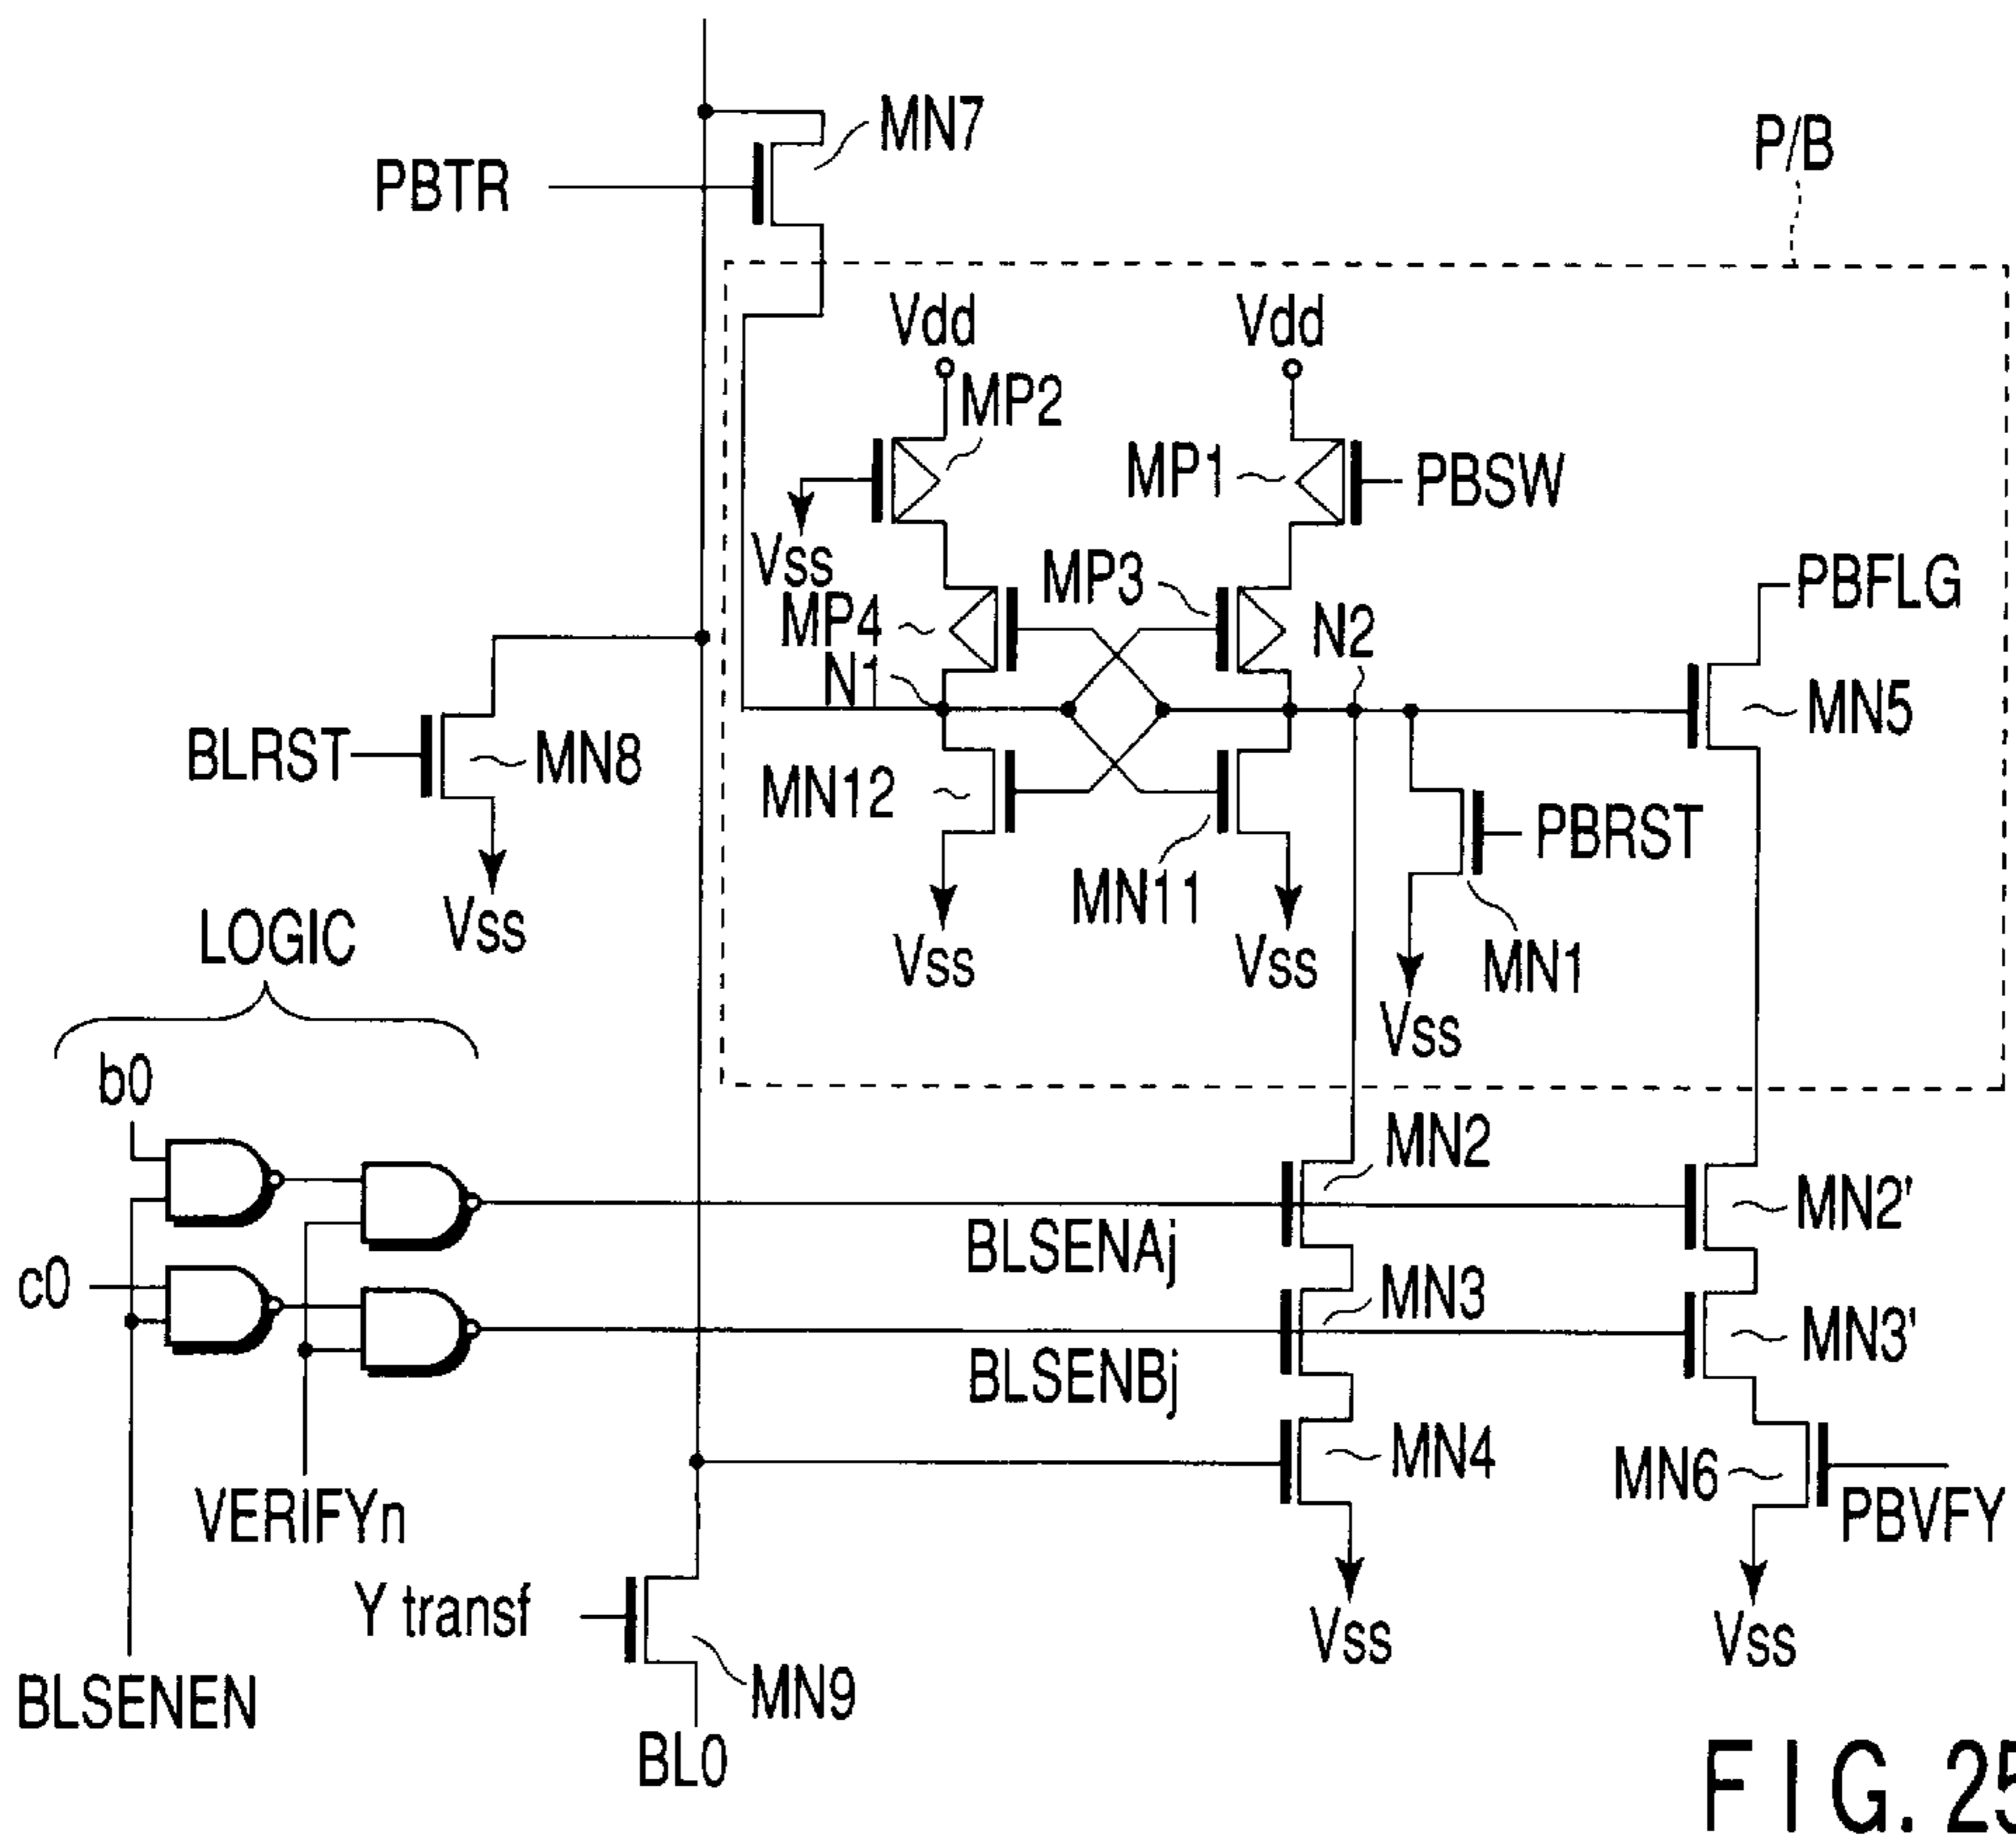 MN7
P/B
PBTR
Vdd
Vdd
MP2
MP1
PBSW
Vss
MP3
PBFLG
MP4
N2
N1
MN5
BLRST
MN8
MN12
PBRST
MN11
Vss
LOGIC
Vss
Vss
MN1
Vss
b0
MN2
MN2'
BLSENAj
c0
MN3
MN3'
BLSENBj
MN4
MN6
VERIFYn
PBVFY
Y transf
Vss
Vss
BLSENEN
MN9
BL0
FIG. 25